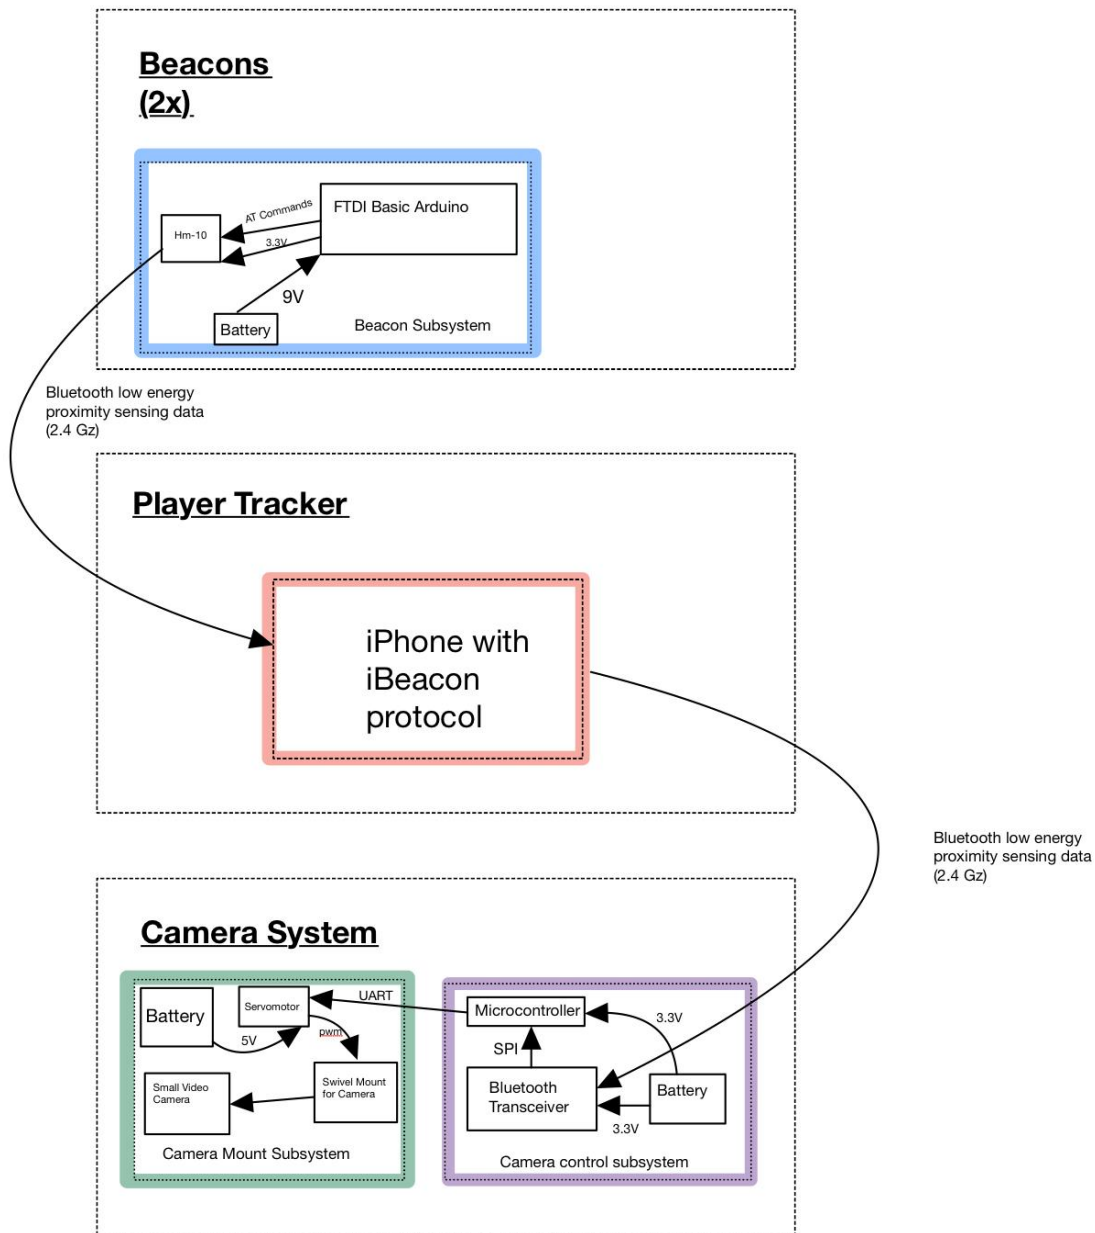 Beacons
(2x)
AT Commands
FTDI Basic Arduino
Hm-10
3.3V
9V
Battery
Beacon Subsystem
Bluetooth low energy
proximity sensing data
(2.4 Gz)
Player Tracker
iPhone with
iBeacon
protocol
Bluetooth low energy
proximity sensing data
(2.4 Gz)
Camera System
Battery
Servomotor
UART
5V
pwm
Small Video
Camera
Swivel Mount
for Camera
Camera Mount Subsystem
Microcontroller
3.3V
SPI
Bluetooth
Transceiver
Battery
3.3V
Camera control subsystem